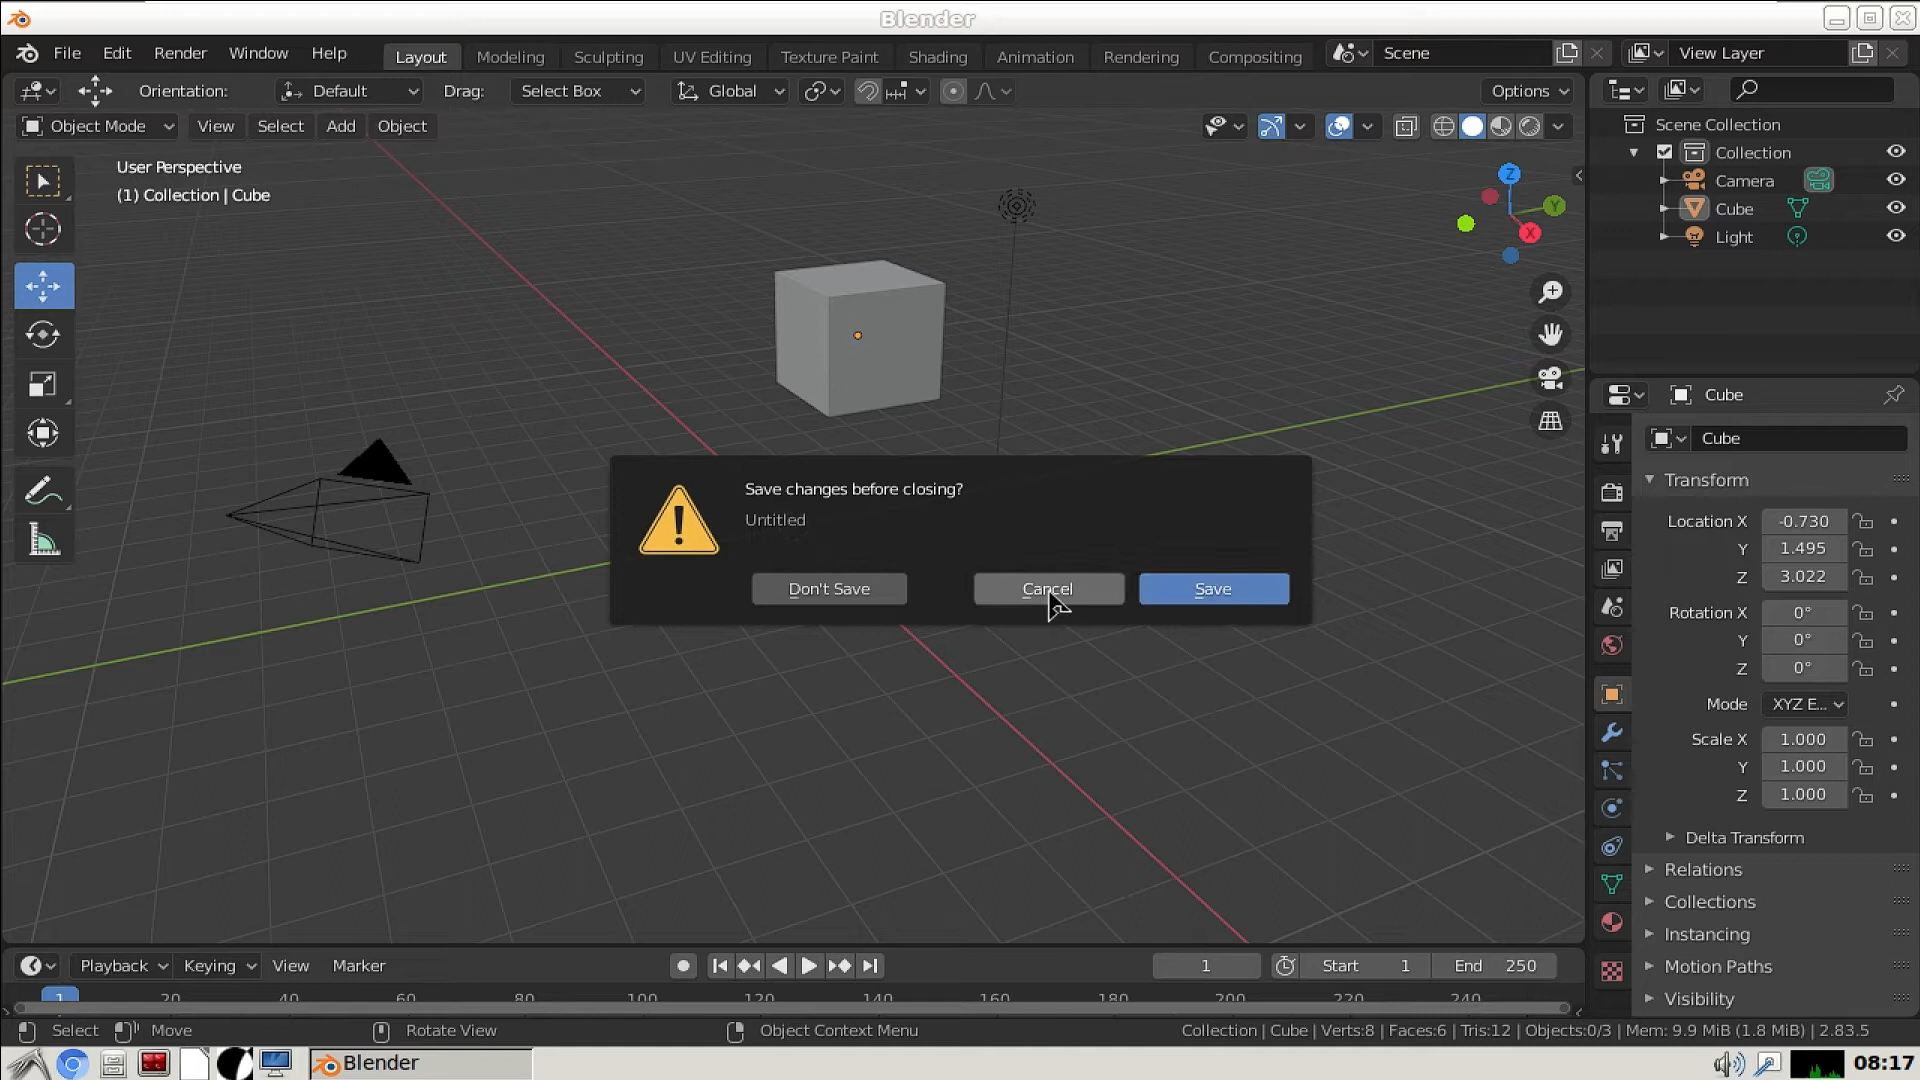 Blender
File Edit Render Window Help Layout Modeling Sculpting UV Editing Texture Paint Shading Animation Rendering Compositing Scene View Layer
Orientation: Default Drag: Select Box Global Options
Object Mode View Select Add Object
User Perspective
(1) Collection | Cube
Z
Y
X
Scene Collection
Collection
Camera
Cube
Light
Cube
Cube
Transform
Location X -0.730
Y 1.495
Z 3.022
Rotation X 0°
Y 0°
Z 0°
Mode XYZ E...
Scale X 1.000
Y 1.000
Z 1.000
Delta Transform
Relations
Collections
Instancing
Motion Paths
Visibility
Save changes before closing?
Untitled
Don't Save Cancel Save
Playback Keying View Marker 1 Start 1 End 250
1 20 40 60 80 100 120 140 160 180 200 220 240
Select Move Rotate View Object Context Menu Collection | Cube | Verts:8 | Faces:6 | Tris:12 | Objects:0/3 | Mem: 9.9 MiB (1.8 MiB) | 2.83.5
Blender 08:17